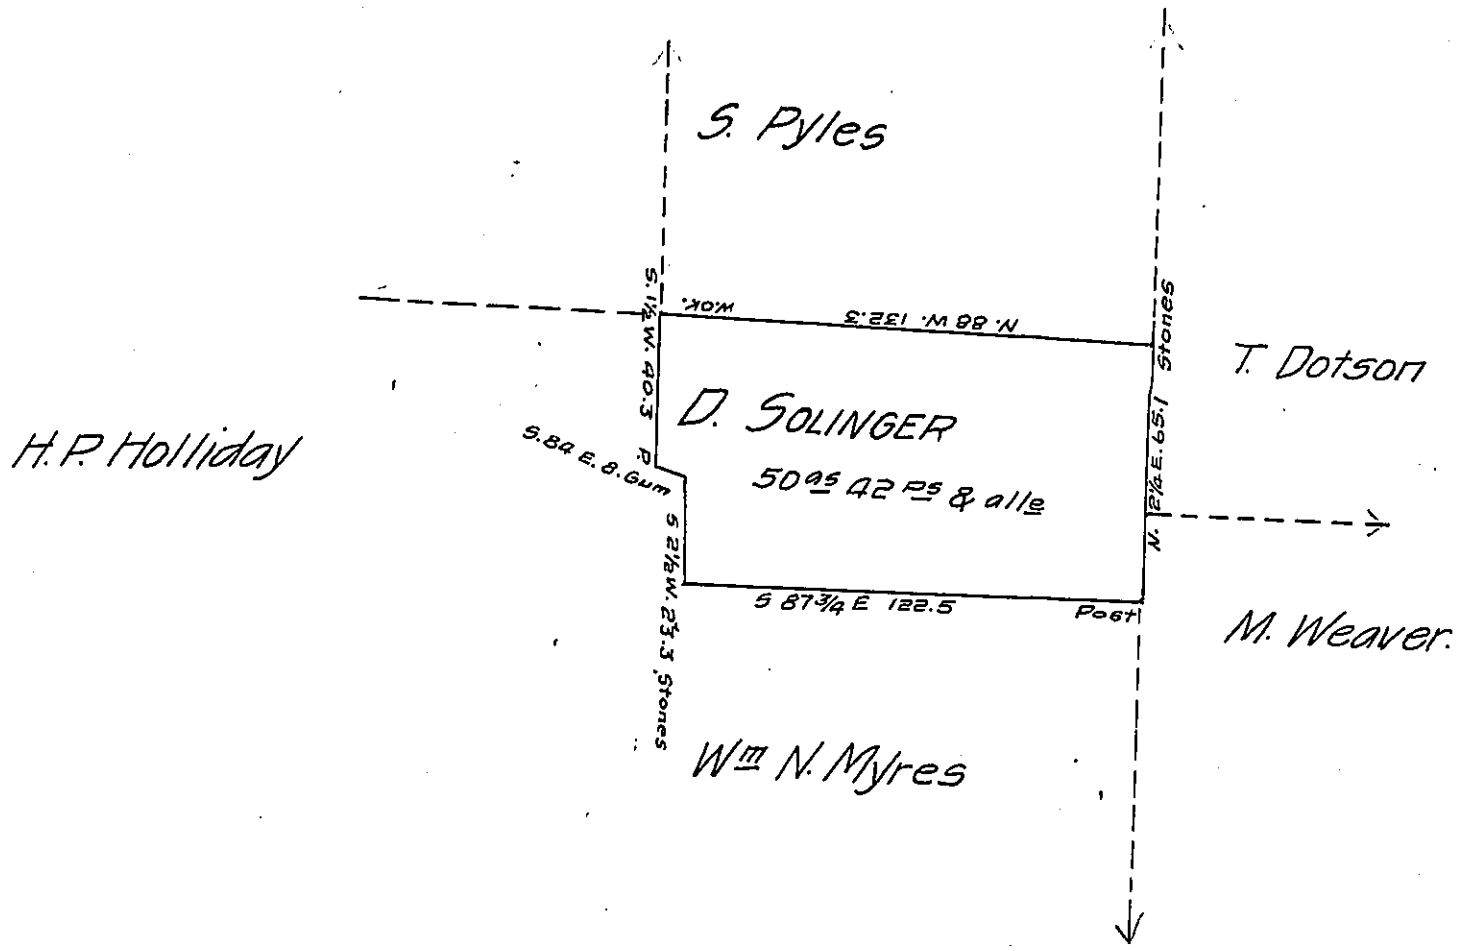 S. Pyles
W.OK.
N. 88 W. 132.3
S. 1½ W. 40.3 P.
Stones
T. Dotson
D. SOLINGER
H.P. Holliday
S.84 E. 8. Gum
50 as 42 ps & alle
N. 2¼ E. 65.1
S 2½ W. 23.3 Stones
S 87¾ E 122.5
Post
M. Weaver.
Wm N. Myres